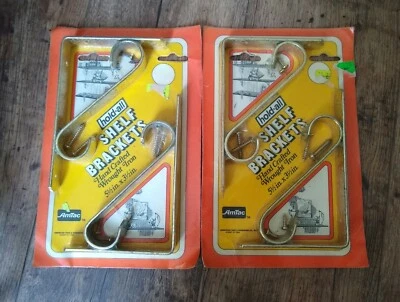 hold-all
SHELF
BRACKETS
Hand Crafted
Wrought Iron
AmTac
hold-all
SHELF
BRACKETS
Hand Crafted
Wrought Iron
AmTac